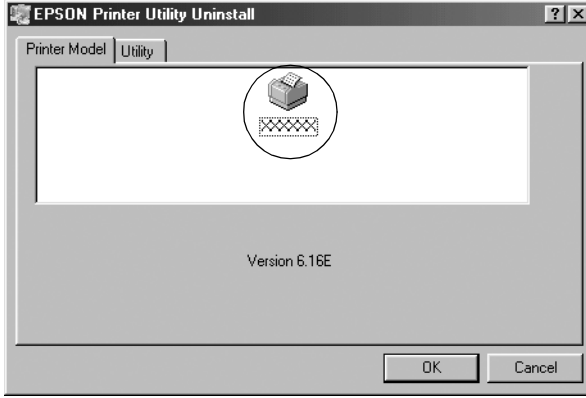 EPSON Printer Utility Uninstall
Printer Model Utility
Version 6.16E
OK Cancel